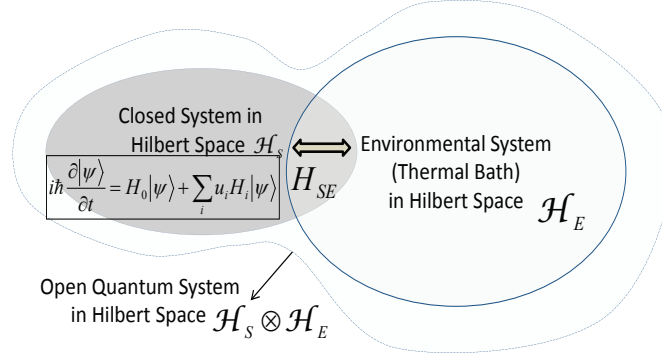 Closed System in
Hilbert Space ℋ_S
iħ ∂|ψ⟩/∂t = H_0|ψ⟩ + ∑_i u_i H_i|ψ⟩
H_SE
Environmental System
(Thermal Bath)
in Hilbert Space ℋ_E
Open Quantum System
in Hilbert Space ℋ_S ⊗ ℋ_E